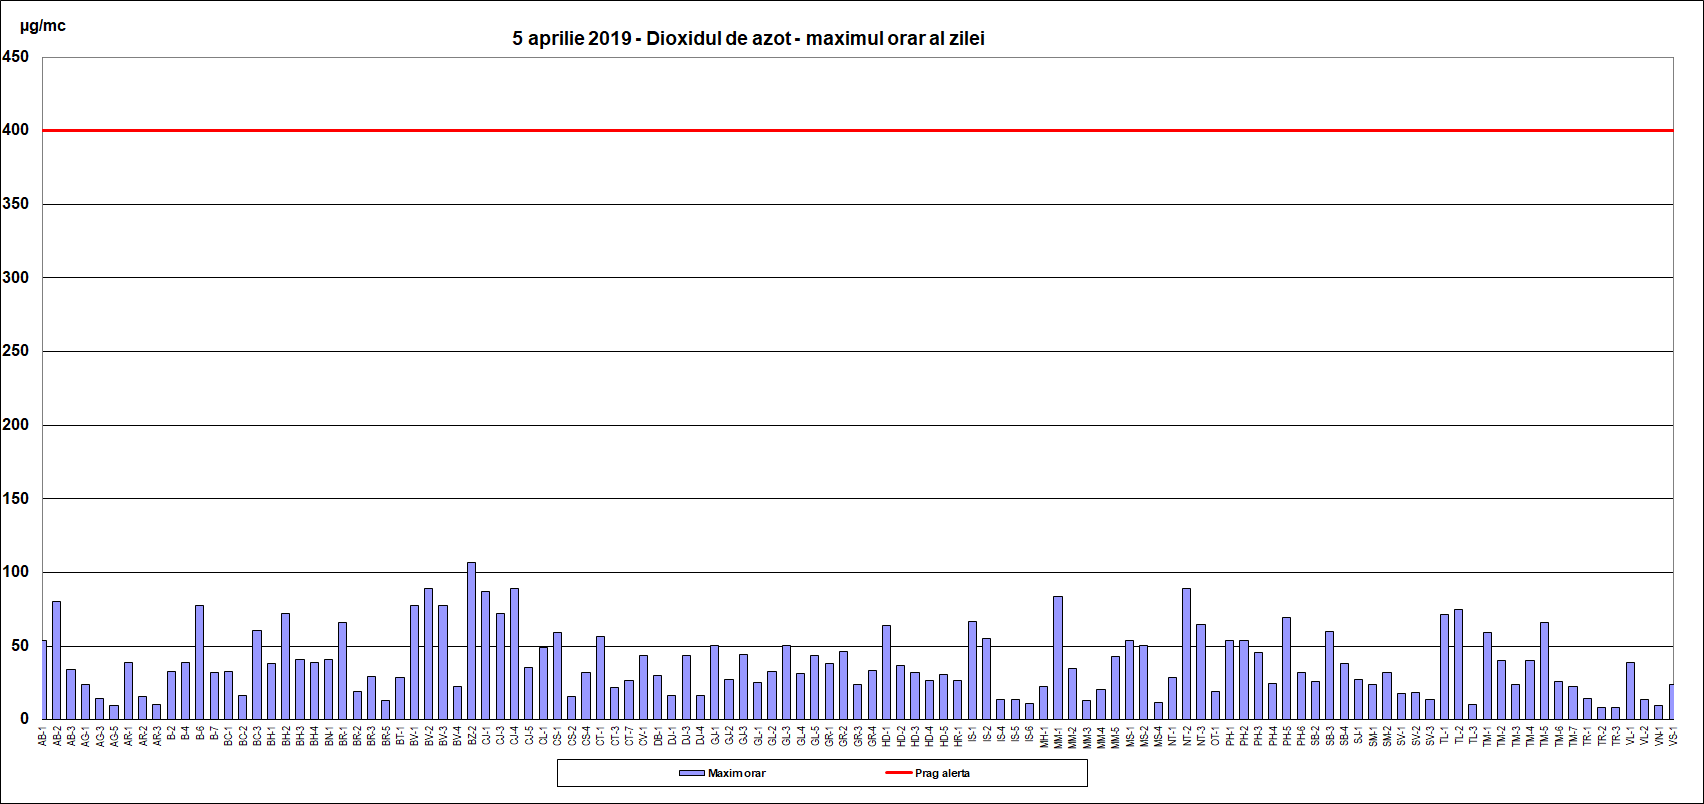 µg/mc
5 aprilie 2019 - Dioxidul de azot - maximul orar al zilei
450
400
350
300
250
200
150
100
50
0
AB-1 AB-2 AB-3 AG-1 AG-3 AG-5 AR-1 AR-2 AR-3 B-2 B-4 B-6 B-7 BC-1 BC-2 BC-3 BH-1 BH-2 BH-3 BH-4 BN-1 BR-1 BR-2 BR-3 BR-5 BT-1 BV-1 BV-2 BV-3 BV-4 BZ-2 CJ-1 CJ-3 CJ-4 CJ-5 CL-1 CS-1 CS-2 CS-4 CT-1 CT-3 CT-7 CV-1 DB-1 DJ-1 DJ-3 DJ-4 GJ-1 GJ-2 GJ-3 GL-1 GL-2 GL-3 GL-4 GL-5 GR-1 GR-2 GR-3 GR-4 HD-1 HD-2 HD-3 HD-4 HD-5 HR-1 IS-1 IS-2 IS-4 IS-5 IS-6 MH-1 MM-1 MM-2 MM-3 MM-4 MM-5 MS-1 MS-2 MS-4 NT-1 NT-2 NT-3 OT-1 PH-1 PH-2 PH-3 PH-4 PH-5 PH-6 SB-2 SB-3 SB-4 SJ-1 SM-1 SM-2 SV-1 SV-2 SV-3 TL-1 TL-2 TL-3 TM-1 TM-2 TM-3 TM-4 TM-5 TM-6 TM-7 TR-1 TR-2 TR-3 VL-1 VL-2 VN-1 VS-1
Maxim orar Prag alerta